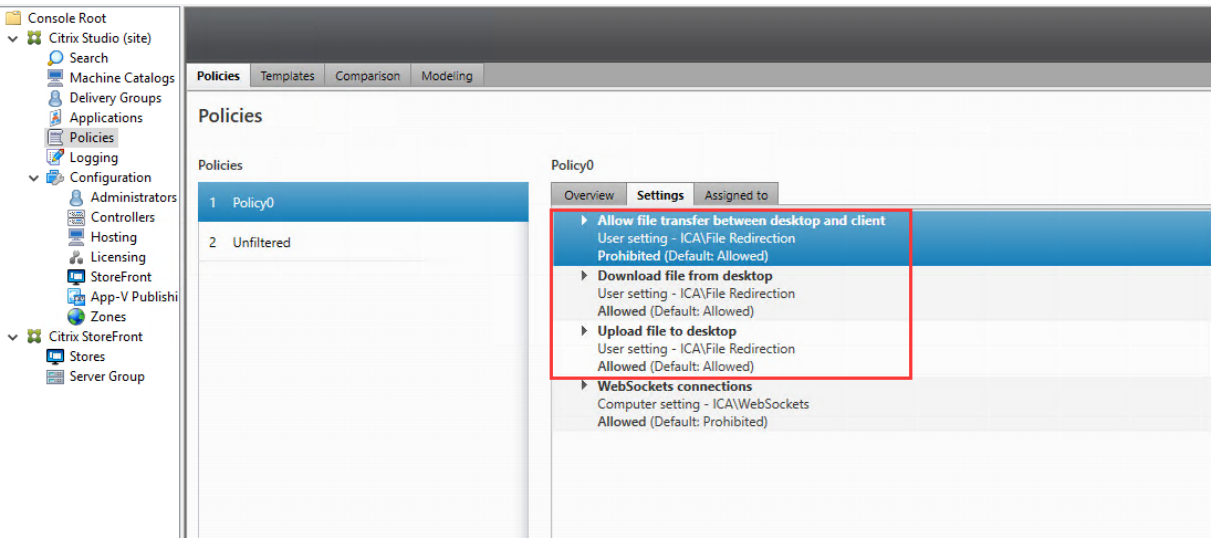 Console Root
Citrix Studio (site)
Search
Machine Catalogs
Delivery Groups
Applications
Policies
Logging
Configuration
Administrators
Controllers
Hosting
Licensing
StoreFront
App-V Publishi
Zones
Citrix StoreFront
Stores
Server Group
Policies Templates Comparison Modeling
Policies
Policies
1 Policy0
2 Unfiltered
Policy0
Overview Settings Assigned to
Allow file transfer between desktop and client
User setting - ICA\File Redirection
Prohibited (Default: Allowed)
Download file from desktop
User setting - ICA\File Redirection
Allowed (Default: Allowed)
Upload file to desktop
User setting - ICA\File Redirection
Allowed (Default: Allowed)
WebSockets connections
Computer setting - ICA\WebSockets
Allowed (Default: Prohibited)